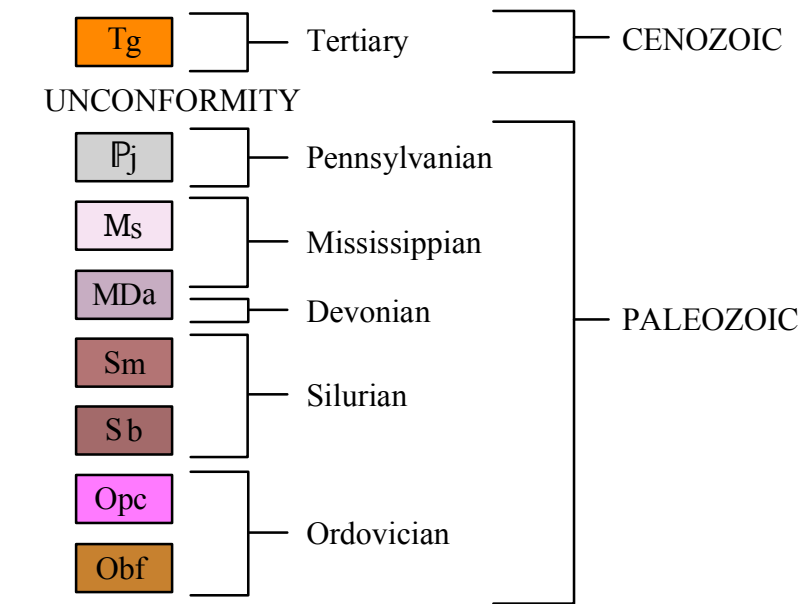 Tg Tertiary CENOZOIC
UNCONFORMITY
ℙj Pennsylvanian
Ms Mississippian
MDa Devonian PALEOZOIC
Sm
Silurian
Sb
Opc
Ordovician
Obf